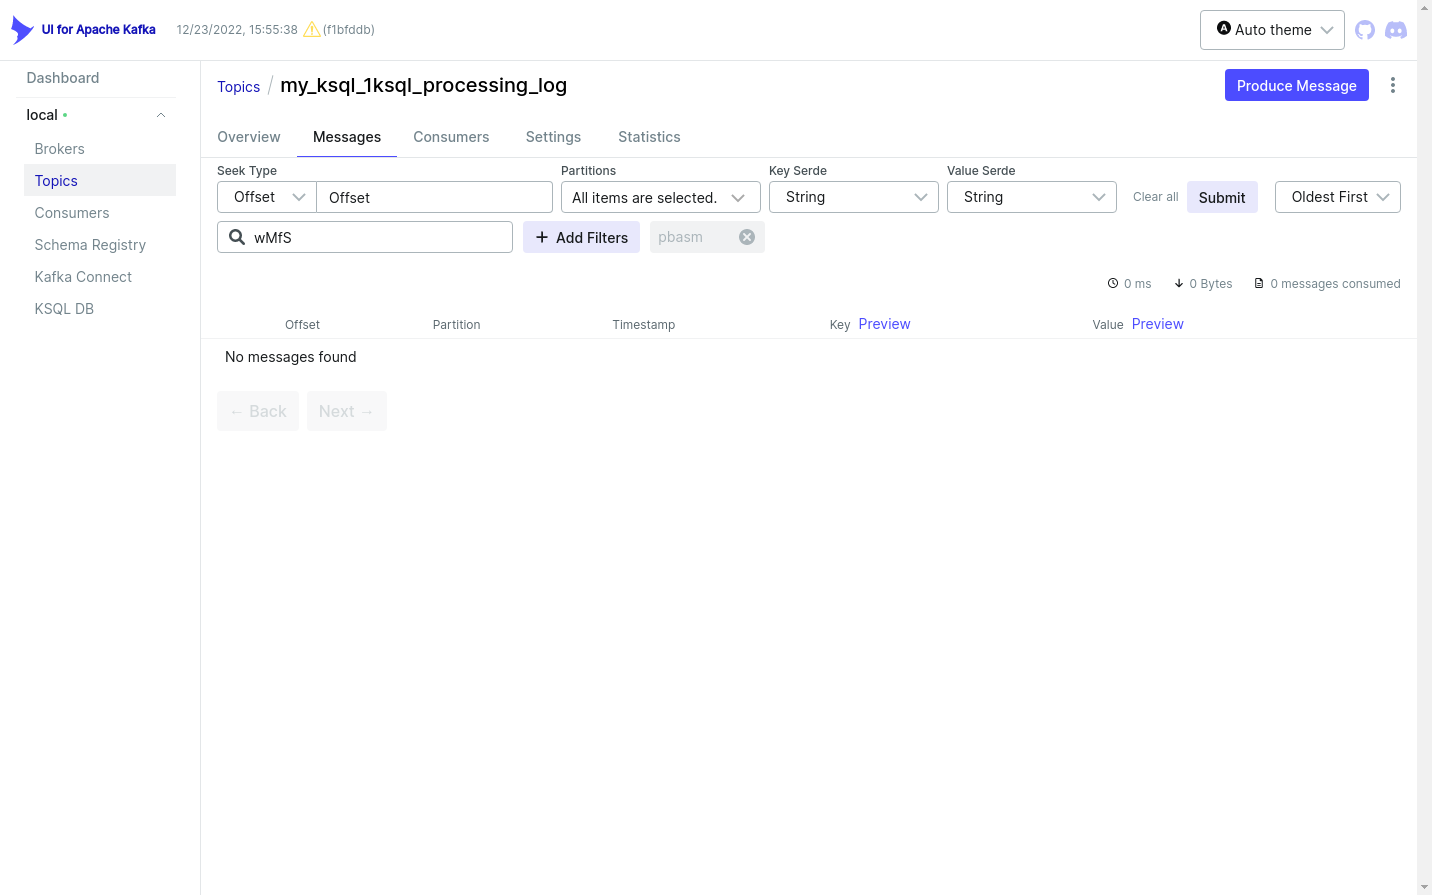 UI for Apache Kafka 12/23/2022, 15:55:38 (f1bfddb) A Auto theme
Dashboard
local
Brokers
Topics
Consumers
Schema Registry
Kafka Connect
KSQL DB
Topics / my_ksql_1ksql_processing_log Produce Message
Overview Messages Consumers Settings Statistics
Seek Type Partitions Key Serde Value Serde
Offset Offset All items are selected. String String Clear all Submit Oldest First
wMfS + Add Filters pbasm
0 ms 0 Bytes 0 messages consumed
Offset Partition Timestamp Key Preview Value Preview
No messages found
← Back Next →